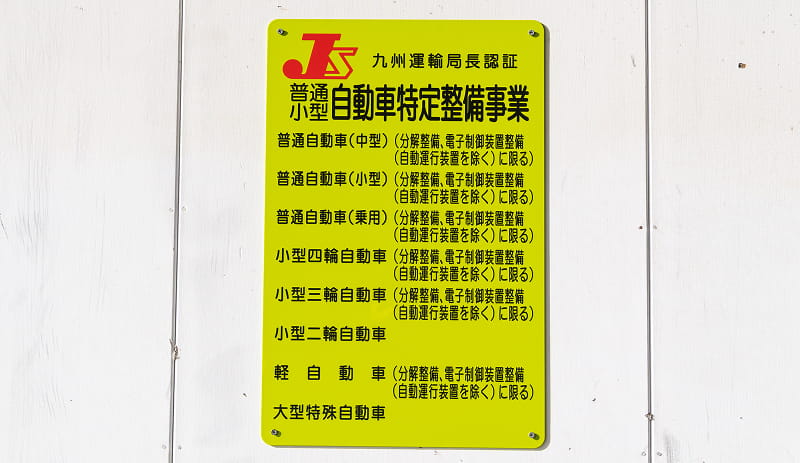 JS 九州運輸局長認証
普通小型自動車特定整備事業
普通自動車(中型)(分解整備、電子制御装置整備
(自動運行装置を除く)に限る)
普通自動車(小型)(分解整備、電子制御装置整備
(自動運行装置を除く)に限る)
普通自動車(乗用)(分解整備、電子制御装置整備
(自動運行装置を除く)に限る)
小型四輪自動車(分解整備、電子制御装置整備
(自動運行装置を除く)に限る)
小型三輪自動車(分解整備、電子制御装置整備
(自動運行装置を除く)に限る)
小型二輪自動車
軽自動車(分解整備、電子制御装置整備
(自動運行装置を除く)に限る)
大型特殊自動車